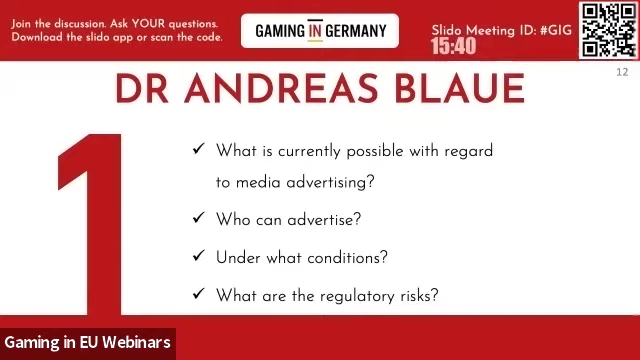 Join the discussion. Ask YOUR questions.
Download the slido app or scan the code.
GAMING IN GERMANY
Slido Meeting ID: #GIG
15:40
12
DR ANDREAS BLAUE
1
✓ What is currently possible with regard
to media advertising?
✓ Who can advertise?
✓ Under what conditions?
✓ What are the regulatory risks?
Gaming in EU Webinars